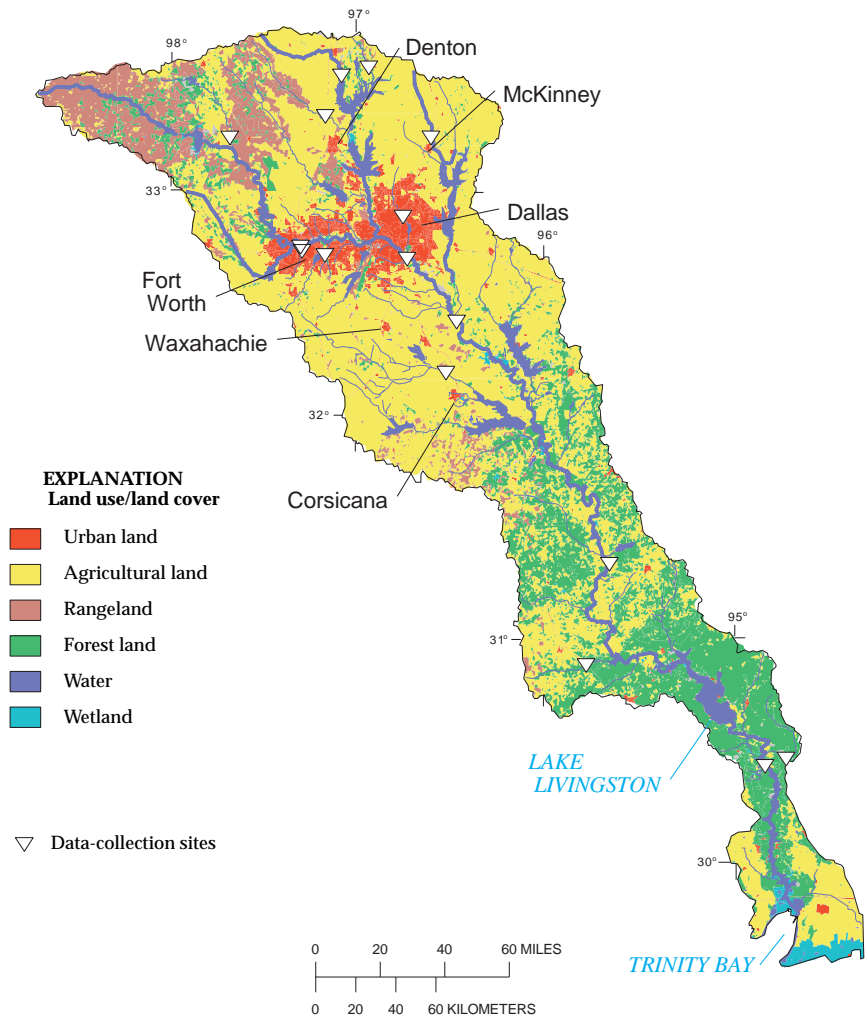 97°
98°
Denton
McKinney
33°
Dallas
96°
Fort
Worth
Waxahachie
32°
Corsicana
EXPLANATION
Land use/land cover
Urban land
Agricultural land
Rangeland
Forest land
Water
Wetland
31°
95°
LAKE
LIVINGSTON
Data-collection sites
30°
TRINITY BAY
0 20 40 60 MILES
0 20 40 60 KILOMETERS